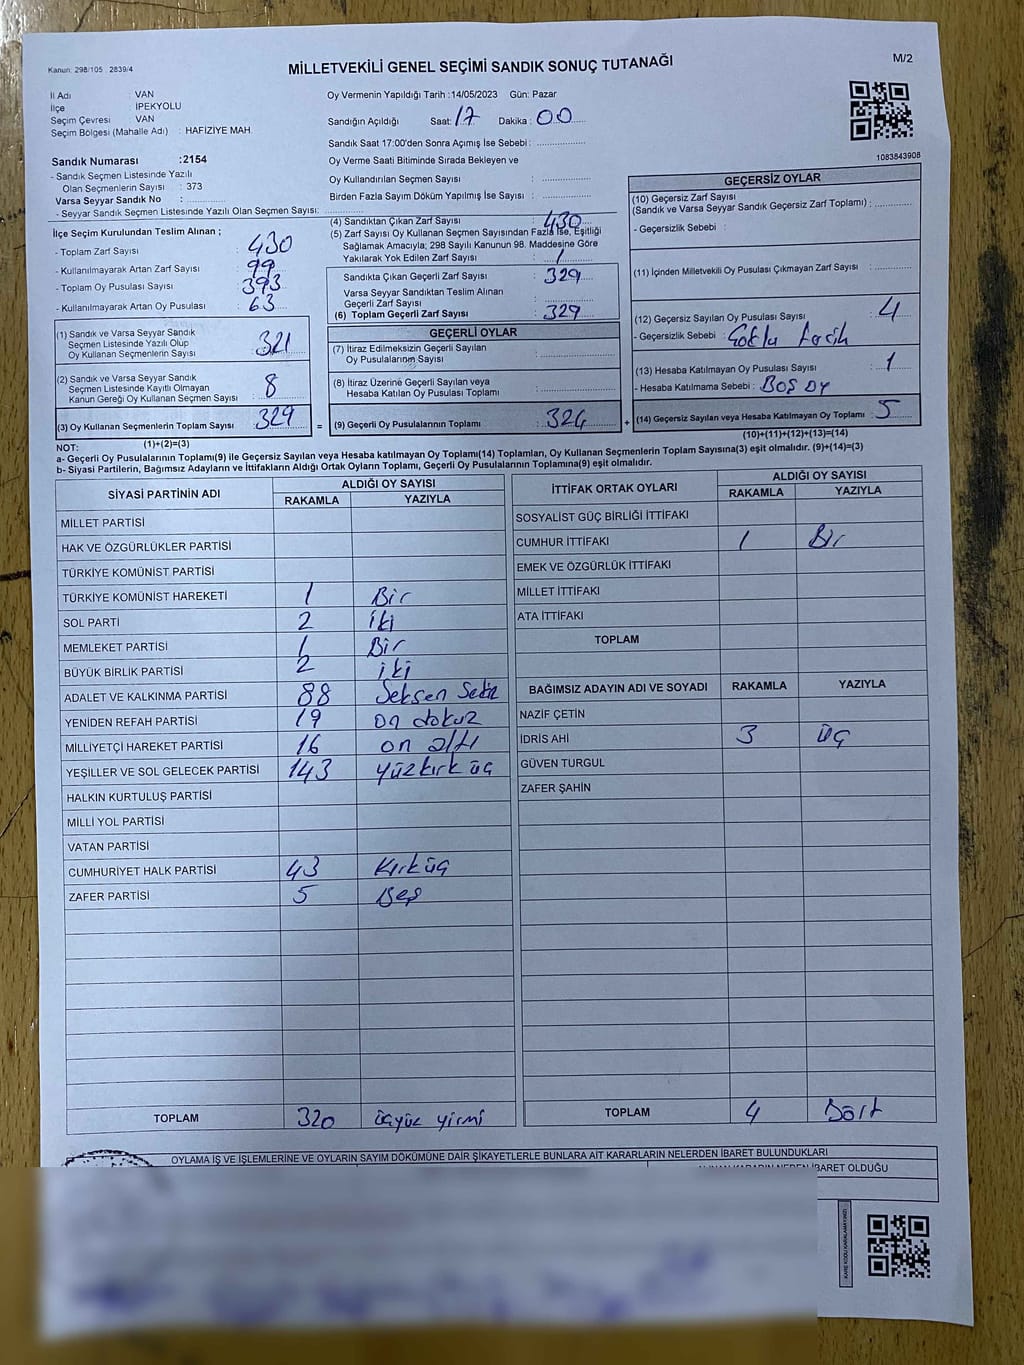 Kanun: 298/105 2839/4
MİLLETVEKİLİ GENEL SEÇİMİ SANDIK SONUÇ TUTANAĞI
M/2
İl Adı : VAN
İlçe : İPEKYOLU
Seçim Çevresi : VAN
Seçim Bölgesi (Mahalle Adı) : HAFİZİYE MAH.
Sandık Numarası :2154
- Sandık Seçmen Listesinde Yazılı
Olan Seçmenlerin Sayısı : 373
Varsa Seyyar Sandık No :
- Seyyar Sandık Seçmen Listesinde Yazılı Olan Seçmen Sayısı:
Oy Vermenin Yapıldığı Tarih :14/05/2023 Gün: Pazar
Sandığın Açıldığı Saat: 17 Dakika : 00
Sandık Saat 17:00'den Sonra Açımış İse Sebebi :
Oy Verme Saati Bitiminde Sırada Bekleyen ve
Oy Kullandırılan Seçmen Sayısı :
Birden Fazla Sayım Döküm Yapılmış İse Sayısı :
1083843908
İlçe Seçim Kurulundan Teslim Alınan ;
- Toplam Zarf Sayısı : 430
- Kullanılmayarak Artan Zarf Sayısı : 99
- Toplam Oy Pusulası Sayısı : 393
- Kullanılmayarak Artan Oy Pusulası : 63
(1) Sandık ve Varsa Seyyar Sandık
Seçmen Listesinde Yazılı Olup
Oy Kullanan Seçmenlerin Sayısı : 321
(2) Sandık ve Varsa Seyyar Sandık
Seçmen Listesinde Kayıtlı Olmayan
Kanun Gereği Oy Kullanan Seçmen Sayısı : 8
(3) Oy Kullanan Seçmenlerin Toplam Sayısı : 329
(1)+(2)=(3)
(4) Sandıktan Çıkan Zarf Sayısı : 430
(5) Zarf Sayısı Oy Kullanan Seçmen Sayısından Fazla İse, Eşitliği
Sağlamak Amacıyla; 298 Sayılı Kanunun 98. Maddesine Göre
Yakılarak Yok Edilen Zarf Sayısı : 1
Sandıkta Çıkan Geçerli Zarf Sayısı : 329
Varsa Seyyar Sandıktan Teslim Alınan
Geçerli Zarf Sayısı :
(6) Toplam Geçerli Zarf Sayısı : 329
GEÇERLİ OYLAR
(7) İtiraz Edilmeksizin Geçerli Sayılan
Oy Pusulalarının Sayısı :
(8) İtiraz Üzerine Geçerli Sayılan veya
Hesaba Katılan Oy Pusulası Toplamı :
= (9) Geçerli Oy Pusulalarının Toplamı : 324 +
GEÇERSİZ OYLAR
(10) Geçersiz Zarf Sayısı
(Sandık ve Varsa Seyyar Sandık Geçersiz Zarf Toplamı) :
- Geçersizlik Sebebi :
(11) İçinden Milletvekili Oy Pusulası Çıkmayan Zarf Sayısı :
(12) Geçersiz Sayılan Oy Pusulası Sayısı : 4
- Geçersizlik Sebebi : Çoklu tercih
(13) Hesaba Katılmayan Oy Pusulası Sayısı : 1
- Hesaba Katılmama Sebebi : BOŞ OY
(14) Geçersiz Sayılan veya Hesaba Katılmayan Oy Toplamı : 5
(10)+(11)+(12)+(13)=(14)
NOT:
a- Geçerli Oy Pusulalarının Toplamı(9) ile Geçersiz Sayılan veya Hesaba Katılmayan Oy Toplamı(14) Toplamları, Oy Kullanan Seçmenlerin Toplam Sayısına(3) eşit olmalıdır. (9)+(14)=(3)
b- Siyasi Partilerin, Bağımsız Adayların ve İttifakların Aldığı Ortak Oyların Toplamı, Geçerli Oy Pusulalarının Toplamına(9) eşit olmalıdır.
SİYASİ PARTİNİN ADI ALDIĞI OY SAYISI
RAKAMLA YAZIYLA
MİLLET PARTİSİ
HAK VE ÖZGÜRLÜKLER PARTİSİ
TÜRKİYE KOMÜNİST PARTİSİ
TÜRKİYE KOMÜNİST HAREKETİ 1 Bir
SOL PARTİ 2 iki
MEMLEKET PARTİSİ 1 Bir
BÜYÜK BİRLİK PARTİSİ 2 iki
ADALET VE KALKINMA PARTİSİ 88 Seksen Sekiz
YENİDEN REFAH PARTİSİ 19 on dokuz
MİLLİYETÇİ HAREKET PARTİSİ 16 on altı
YEŞİLLER VE SOL GELECEK PARTİSİ 143 yüzkırk üç
HALKIN KURTULUŞ PARTİSİ
MİLLİ YOL PARTİSİ
VATAN PARTİSİ
CUMHURİYET HALK PARTİSİ 43 Kırküç
ZAFER PARTİSİ 5 Beş
TOPLAM 320 üçyüz yirmi
İTTİFAK ORTAK OYLARI ALDIĞI OY SAYISI
RAKAMLA YAZIYLA
SOSYALİST GÜÇ BİRLİĞİ İTTİFAKI
CUMHUR İTTİFAKI 1 Bir
EMEK VE ÖZGÜRLÜK İTTİFAKI
MİLLET İTTİFAKI
ATA İTTİFAKI
TOPLAM
BAĞIMSIZ ADAYIN ADI VE SOYADI RAKAMLA YAZIYLA
NAZİF ÇETİN
İDRİS AHİ 3 üç
GÜVEN TURGUL
ZAFER ŞAHİN
TOPLAM 4 Dört
OYLAMA İŞ VE İŞLEMLERİNE VE OYLARIN SAYIM DÖKÜMÜNE DAİR ŞİKAYETLERLE BUNLARA AİT KARARLARIN NELERDEN İBARET BULUNDUKLARI
ALINAN KARARIN NEDEN İBARET OLDUĞU